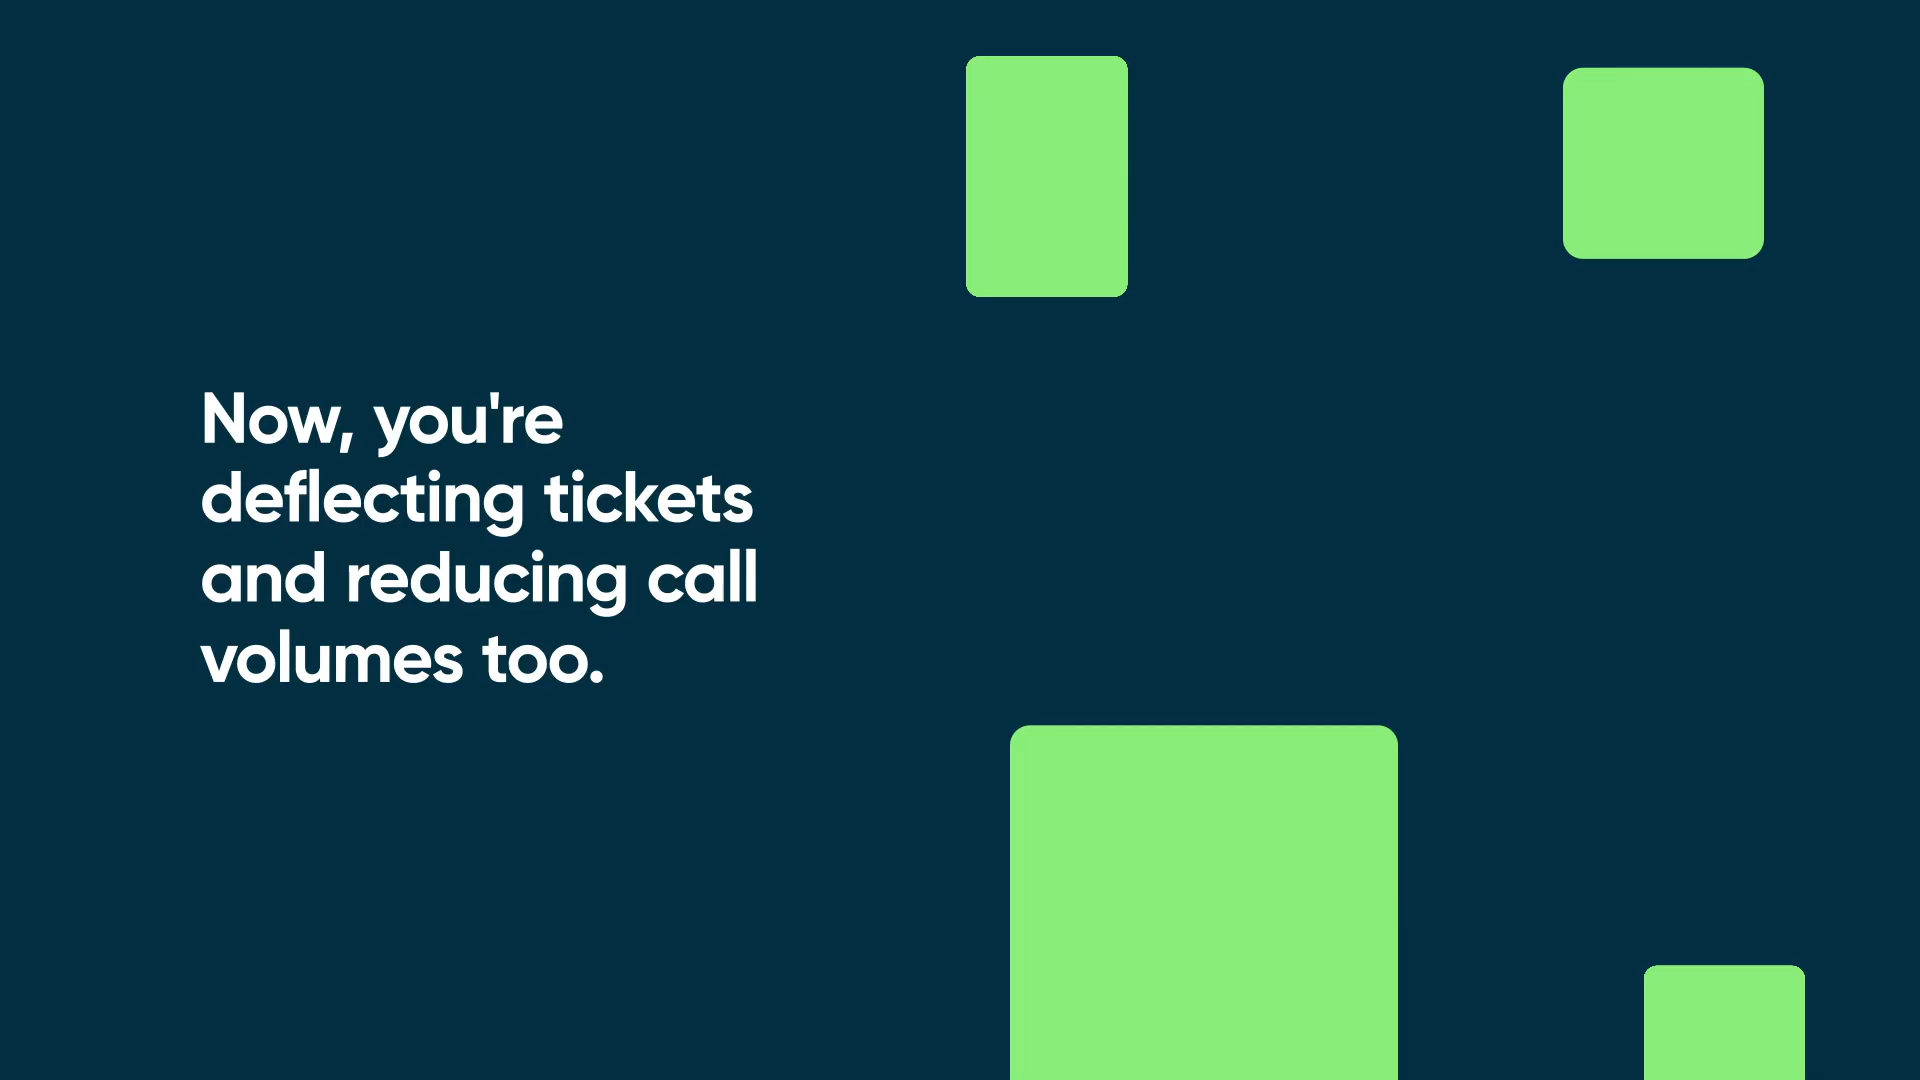 Now, you're
deflecting tickets
and reducing call
volumes too.